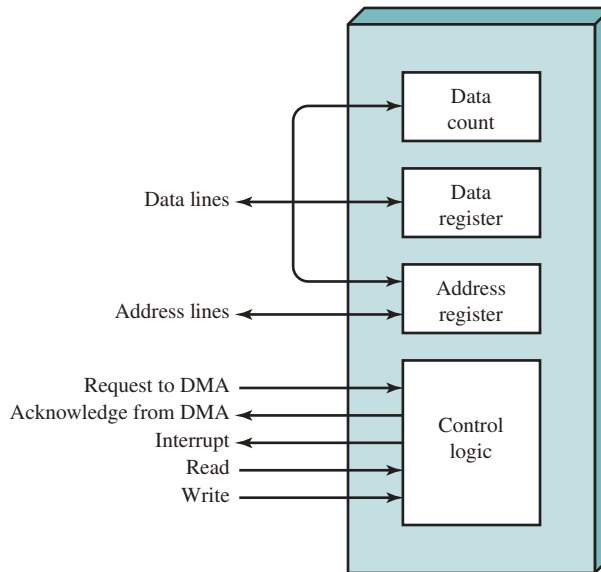 Data
count
Data lines
Data
register
Address
register
Address lines
Request to DMA
Acknowledge from DMA
Interrupt
Read
Write
Control
logic